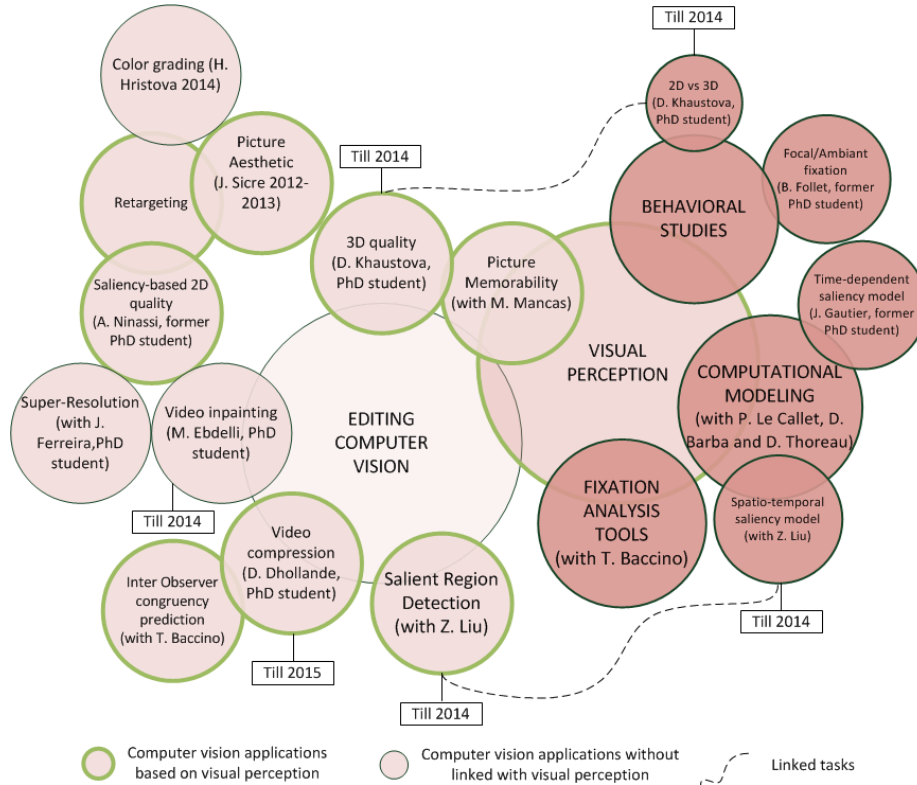 Till 2014
Color grading (H.
Hristova 2014)
2D vs 3D
(D. Khaustova,
PhD student)
Picture
Aesthetic
(J. Sicre 2012-
2013)
Till 2014
Focal/Ambiant
fixation
(B. Follet, former
PhD student)
Retargeting
BEHAVIORAL
STUDIES
3D quality
(D. Khaustova,
PhD student)
Picture
Memorability
(with M. Mancas)
Time-dependent
saliency model
(J. Gautier, former
PhD student)
Saliency-based 2D
quality
(A. Ninassi, former
PhD student)
VISUAL
PERCEPTION
COMPUTATIONAL
MODELING
(with P. Le Callet, D.
Barba and D. Thoreau)
Super-Resolution
(with J.
Ferreira,PhD
student)
Video inpainting
(M. Ebdelli, PhD
student)
EDITING
COMPUTER
VISION
FIXATION
ANALYSIS
TOOLS
(with T. Baccino)
Spatio-temporal
saliency model
(with Z. Liu)
Till 2014
Video
compression
(D. Dhollande,
PhD student)
Inter Observer
congruency
prediction
(with T. Baccino)
Salient Region
Detection
(with Z. Liu)
Till 2014
Till 2015
Till 2014
Computer vision applications
based on visual perception
Computer vision applications without
linked with visual perception
Linked tasks